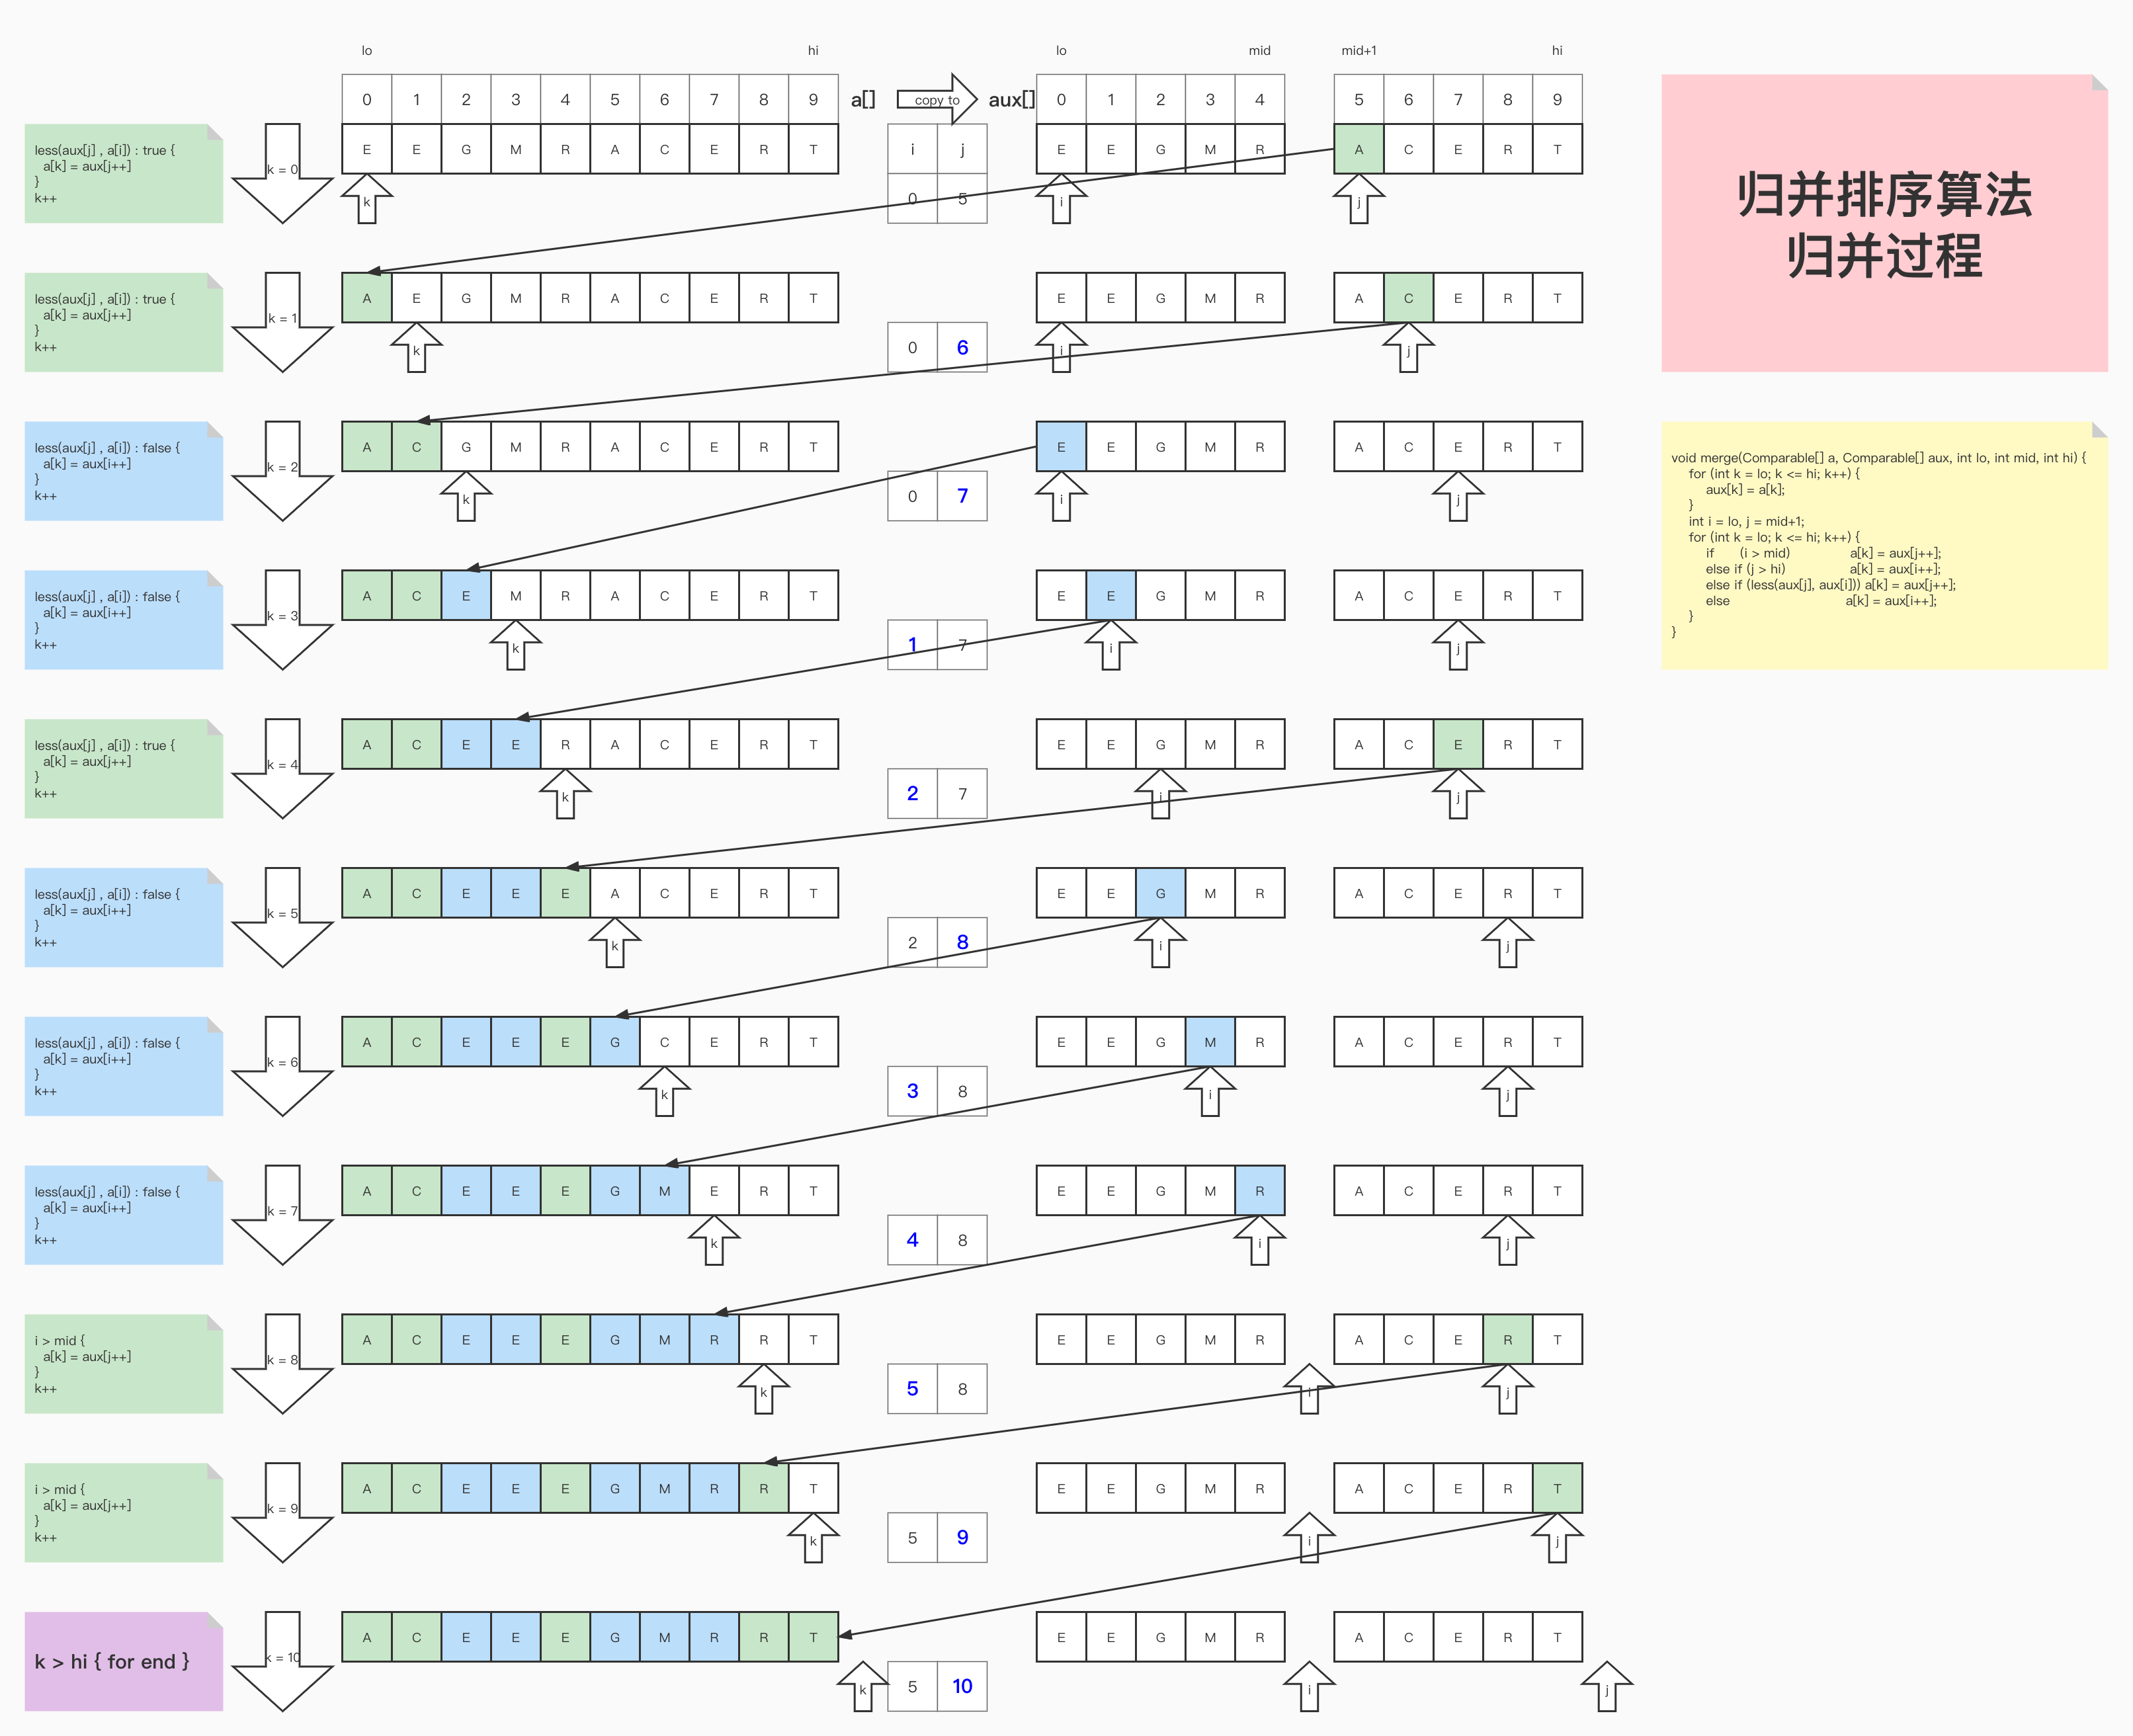 lo hi lo mid mid+1 hi
0 1 2 3 4 5 6 7 8 9 a[] copy to aux[] 0 1 2 3 4 5 6 7 8 9
less(aux[j] , a[i]) : true {
a[k] = aux[j++]
}
k++
k = 0
E E G M R A C E R T i j E E G M R A C E R T
k 0 5 i j
归并排序算法
归并过程
less(aux[j] , a[i]) : true {
a[k] = aux[j++]
}
k++
k = 1
A E G M R A C E R T E E G M R A C E R T
k 0 6 i j
less(aux[j] , a[i]) : false {
a[k] = aux[i++]
}
k++
k = 2
A C G M R A C E R T E E G M R A C E R T
k 0 7 i j
void merge(Comparable[] a, Comparable[] aux, int lo, int mid, int hi) {
for (int k = lo; k <= hi; k++) {
aux[k] = a[k];
}
int i = lo, j = mid+1;
for (int k = lo; k <= hi; k++) {
if (i > mid) a[k] = aux[j++];
else if (j > hi) a[k] = aux[i++];
else if (less(aux[j], aux[i])) a[k] = aux[j++];
else a[k] = aux[i++];
}
}
less(aux[j] , a[i]) : false {
a[k] = aux[i++]
}
k++
k = 3
A C E M R A C E R T E E G M R A C E R T
k 1 7 i j
less(aux[j] , a[i]) : true {
a[k] = aux[j++]
}
k++
k = 4
A C E E R A C E R T E E G M R A C E R T
k 2 7 i j
less(aux[j] , a[i]) : false {
a[k] = aux[i++]
}
k++
k = 5
A C E E E A C E R T E E G M R A C E R T
k 2 8 i j
less(aux[j] , a[i]) : false {
a[k] = aux[i++]
}
k++
k = 6
A C E E E G C E R T E E G M R A C E R T
k 3 8 i j
less(aux[j] , a[i]) : false {
a[k] = aux[i++]
}
k++
k = 7
A C E E E G M E R T E E G M R A C E R T
k 4 8 i j
i > mid {
a[k] = aux[j++]
}
k++
k = 8
A C E E E G M R R T E E G M R A C E R T
k 5 8 i j
i > mid {
a[k] = aux[j++]
}
k++
k = 9
A C E E E G M R R T E E G M R A C E R T
k 5 9 i j
k > hi { for end }
k = 10
A C E E E G M R R T E E G M R A C E R T
k 5 10 i j